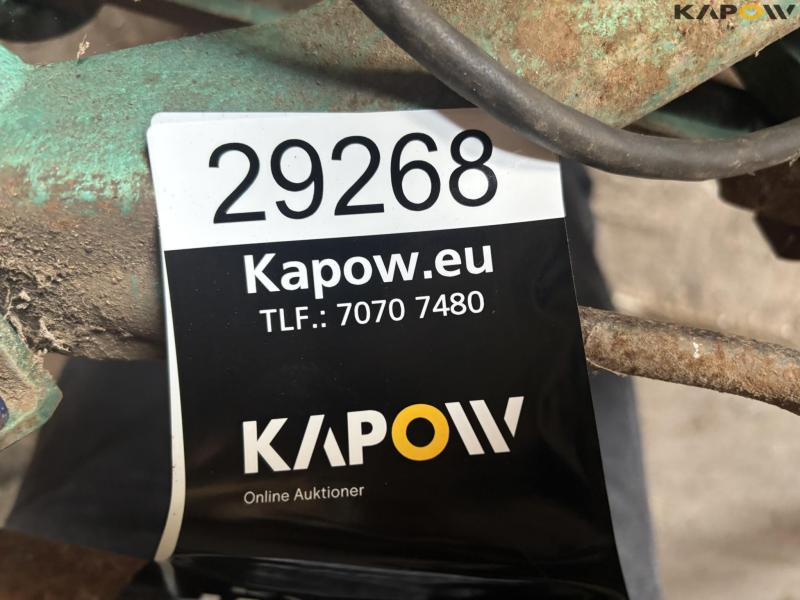 KAPOW
29268
Kapow.eu
TLF.: 7070 7480
KAPOW
Online Auktioner